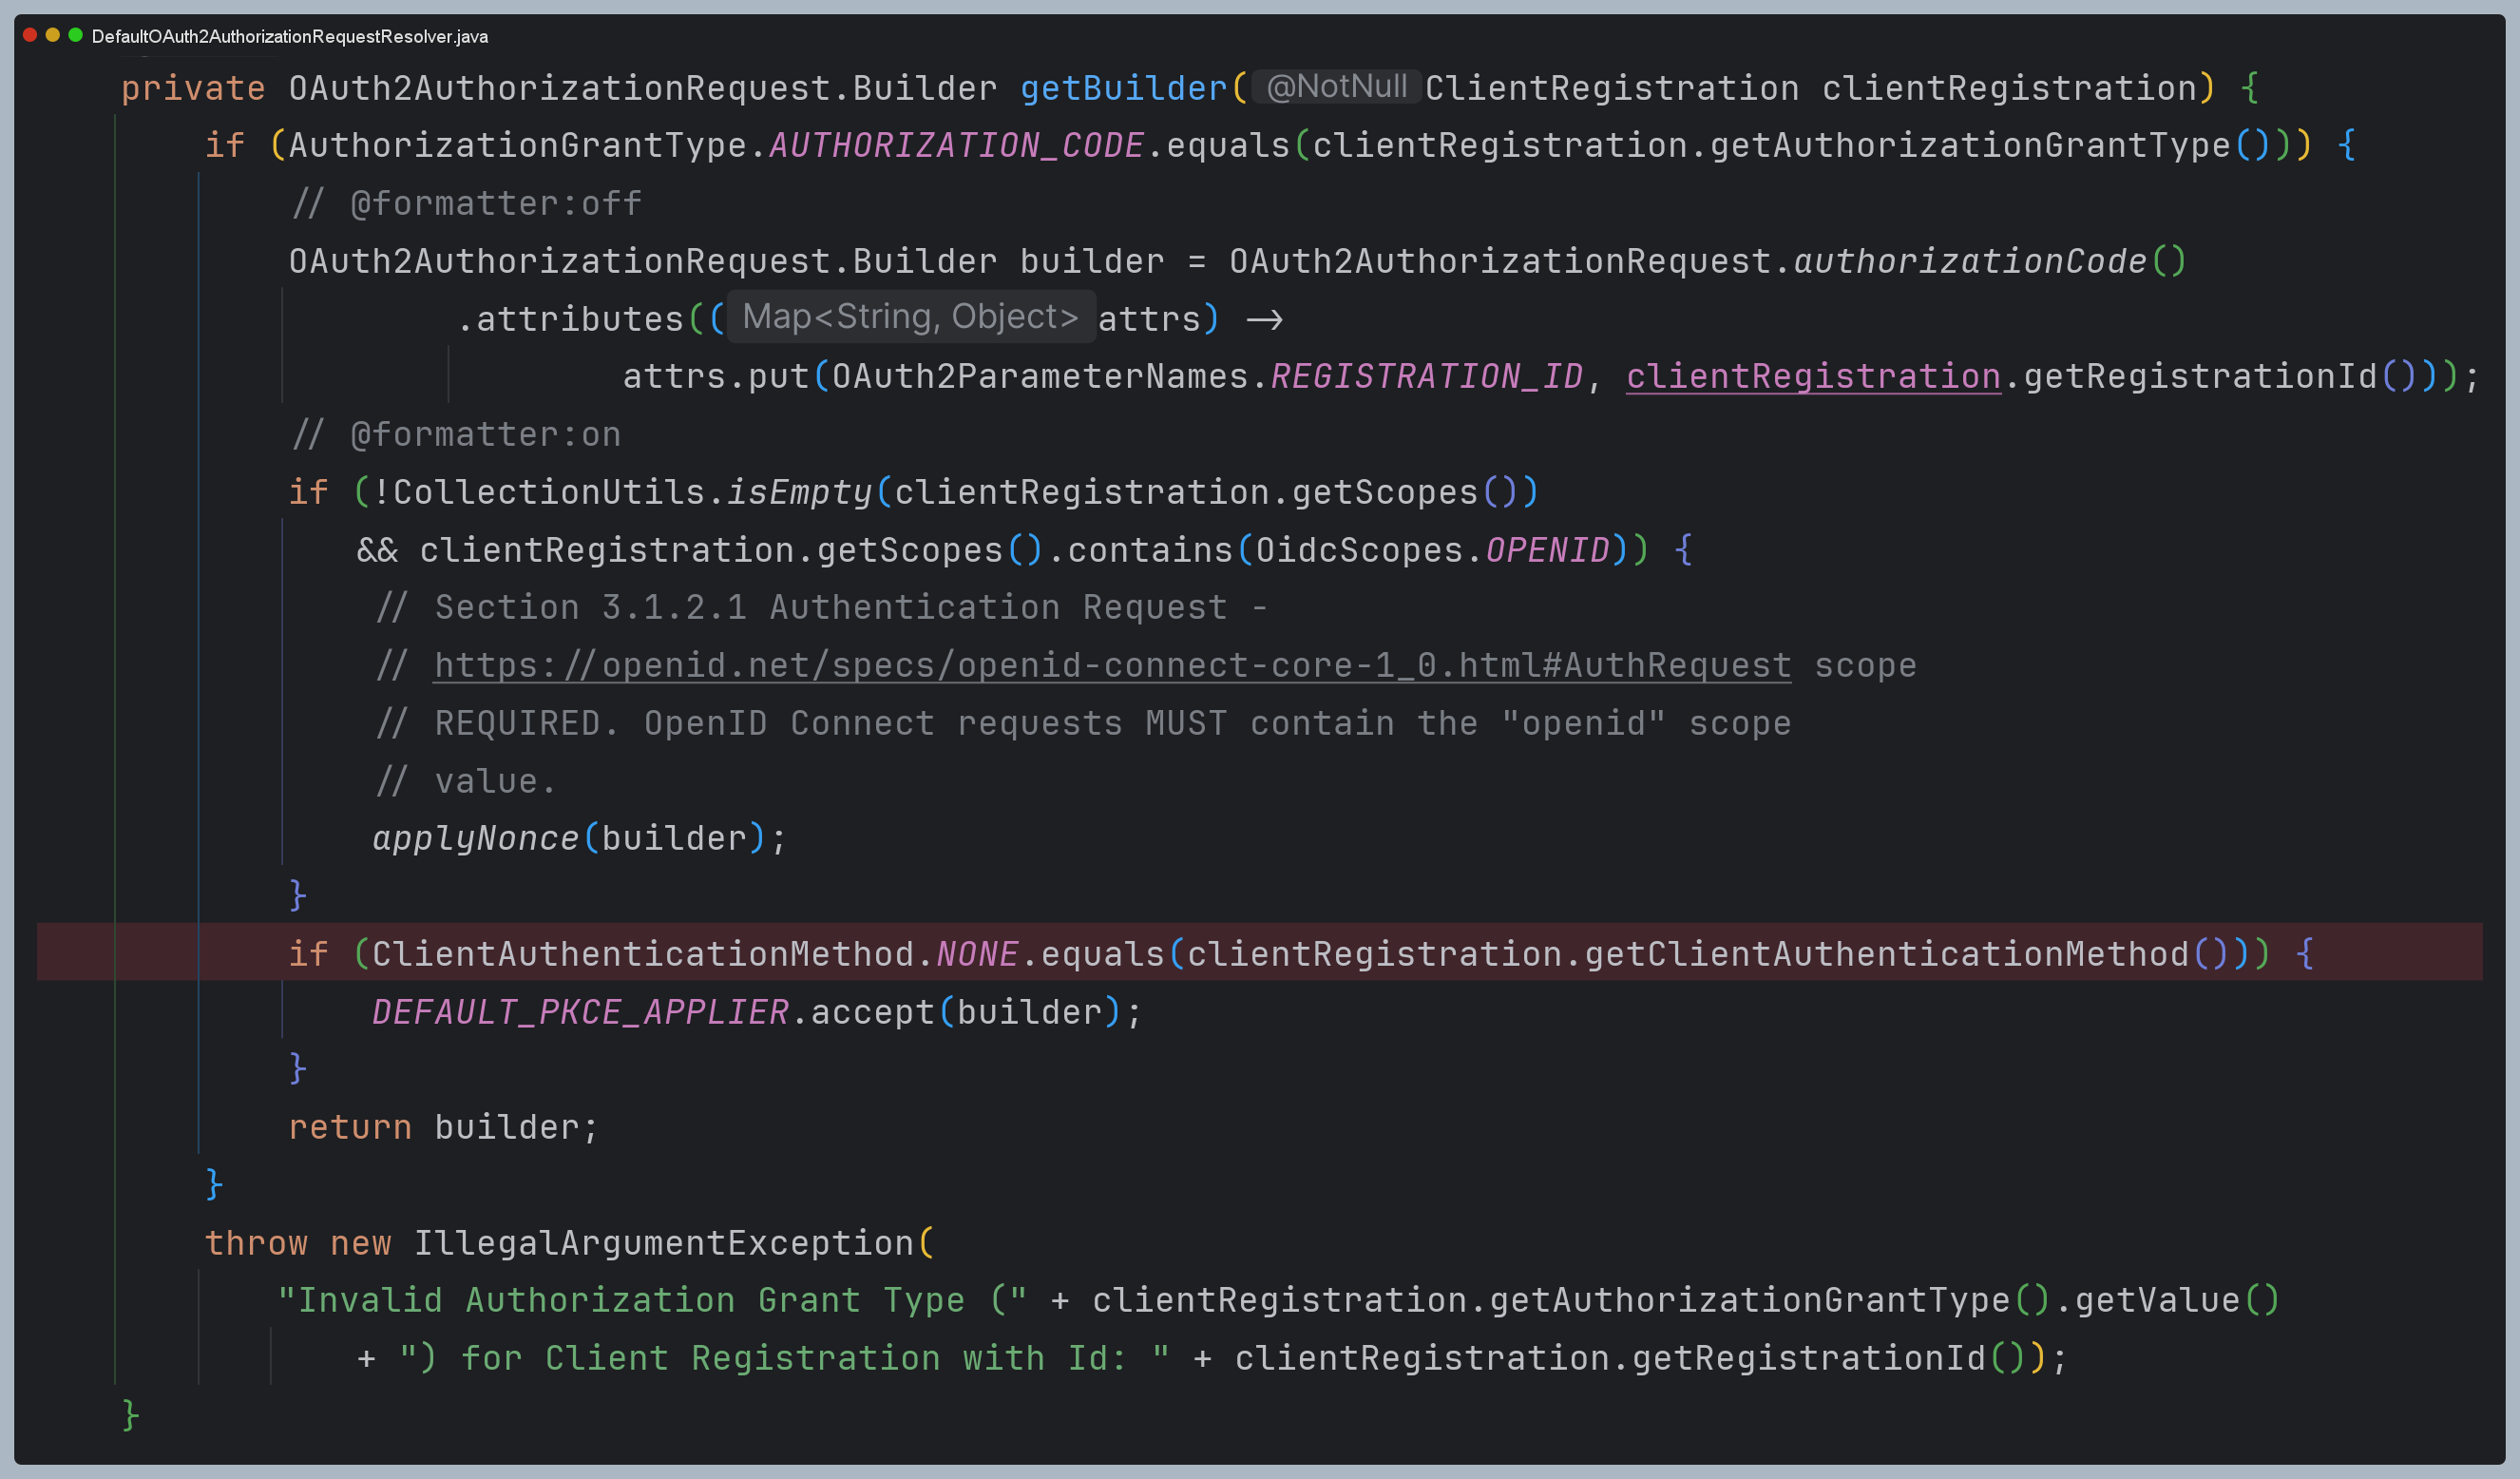 DefaultOAuth2AuthorizationRequestResolver.java
private OAuth2AuthorizationRequest.Builder getBuilder( @NotNull ClientRegistration clientRegistration) {
if (AuthorizationGrantType.AUTHORIZATION_CODE.equals(clientRegistration.getAuthorizationGrantType())) {
// @formatter:off
OAuth2AuthorizationRequest.Builder builder = OAuth2AuthorizationRequest.authorizationCode()
.attributes(( Map<String, Object> attrs) ->
attrs.put(OAuth2ParameterNames.REGISTRATION_ID, clientRegistration.getRegistrationId()));
// @formatter:on
if (!CollectionUtils.isEmpty(clientRegistration.getScopes())
&& clientRegistration.getScopes().contains(OidcScopes.OPENID)) {
// Section 3.1.2.1 Authentication Request -
// https://openid.net/specs/openid-connect-core-1_0.html#AuthRequest scope
// REQUIRED. OpenID Connect requests MUST contain the "openid" scope
// value.
applyNonce(builder);
}
if (ClientAuthenticationMethod.NONE.equals(clientRegistration.getClientAuthenticationMethod())) {
DEFAULT_PKCE_APPLIER.accept(builder);
}
return builder;
}
throw new IllegalArgumentException(
"Invalid Authorization Grant Type (" + clientRegistration.getAuthorizationGrantType().getValue()
+ ") for Client Registration with Id: " + clientRegistration.getRegistrationId());
}